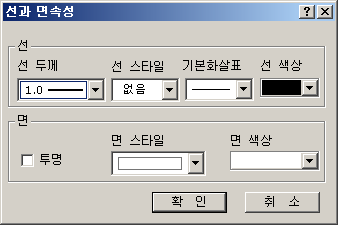 선과 면속성
선
선 두께 선 스타일 기본화살표 선 색상
1.0 없음
면
면 스타일 면 색상
투명
확 인 취 소